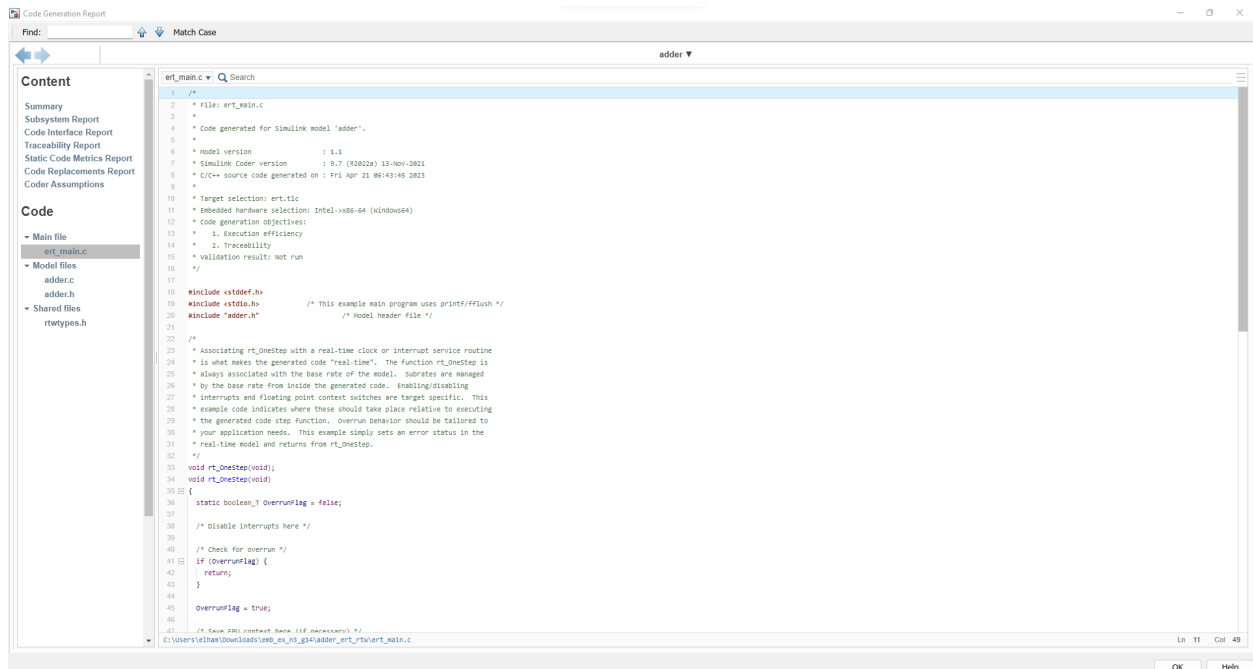 Code Generation Report
Find:
Match Case
adder ▼
Content
Summary
Subsystem Report
Code Interface Report
Traceability Report
Static Code Metrics Report
Code Replacements Report
Coder Assumptions
Code
Main file
ert_main.c
Model files
adder.c
adder.h
Shared files
rtwtypes.h
ert_main.c ▼ Search
1 /*
2 * File: ert_main.c
3 *
4 * Code generated for Simulink model 'adder'.
5 *
6 * Model version : 1.1
7 * Simulink Coder version : 9.7 (R2022a) 13-Nov-2021
8 * C/C++ source code generated on : Fri Apr 21 06:43:45 2023
9 *
10 * Target selection: ert.tlc
11 * Embedded hardware selection: Intel->x86-64 (Windows64)
12 * Code generation objectives:
13 * 1. Execution efficiency
14 * 2. Traceability
15 * Validation result: Not run
16 */
17
18 #include <stddef.h>
19 #include <stdio.h> /* This example main program uses printf/fflush */
20 #include "adder.h" /* Model header file */
21
22 /*
23 * Associating rt_OneStep with a real-time clock or interrupt service routine
24 * is what makes the generated code "real-time". The function rt_OneStep is
25 * always associated with the base rate of the model. Subrates are managed
26 * by the base rate from inside the generated code. Enabling/disabling
27 * interrupts and floating point context switches are target specific. This
28 * example code indicates where these should take place relative to executing
29 * the generated code step function. Overrun behavior should be tailored to
30 * your application needs. This example simply sets an error status in the
31 * real-time model and returns from rt_OneStep.
32 */
33 void rt_OneStep(void);
34 void rt_OneStep(void)
35 {
36 static boolean_T OverrunFlag = false;
37
38 /* Disable interrupts here */
39
40 /* Check for overrun */
41 if (OverrunFlag) {
42 return;
43 }
44
45 OverrunFlag = true;
46
47 /* Save FPU context here (if necessary) */
C:\Users\elham\Downloads\emb_ex_n3_g14\adder_ert_rtw\ert_main.c
Ln 11 Col 49
OK Help